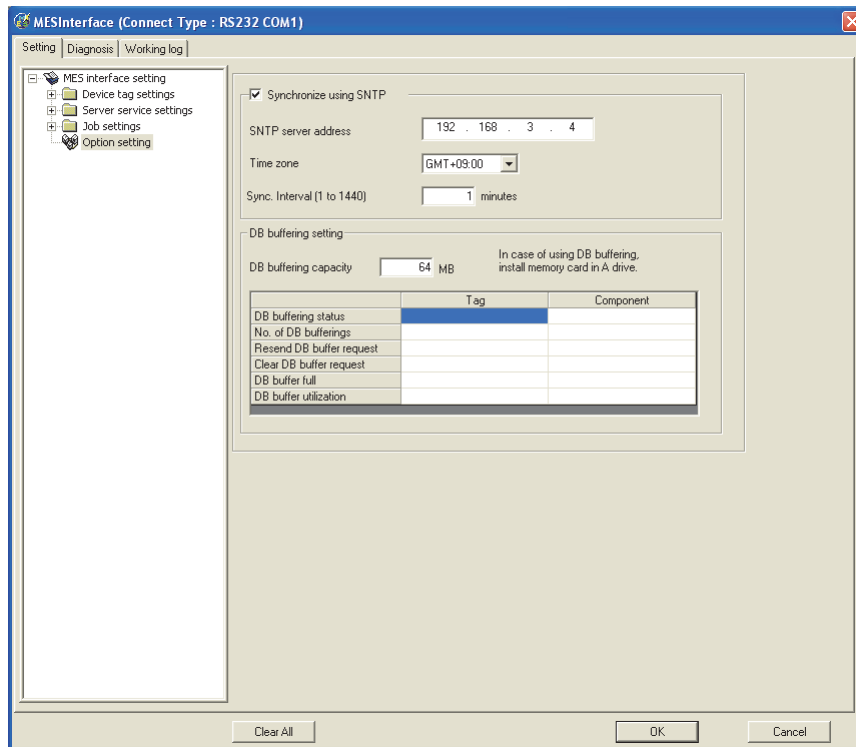 MESInterface (Connect Type : RS232 COM1)
Setting Diagnosis Working log
MES interface setting
Device tag settings
Server service settings
Job settings
Option setting
Synchronize using SNTP
SNTP server address 192 . 168 . 3 . 4
Time zone GMT+09:00
Sync. Interval (1 to 1440) 1 minutes
DB buffering setting
DB buffering capacity 64 MB
In case of using DB buffering,
install memory card in A drive.
Tag Component
DB buffering status
No. of DB bufferings
Resend DB buffer request
Clear DB buffer request
DB buffer full
DB buffer utilization
Clear All OK Cancel